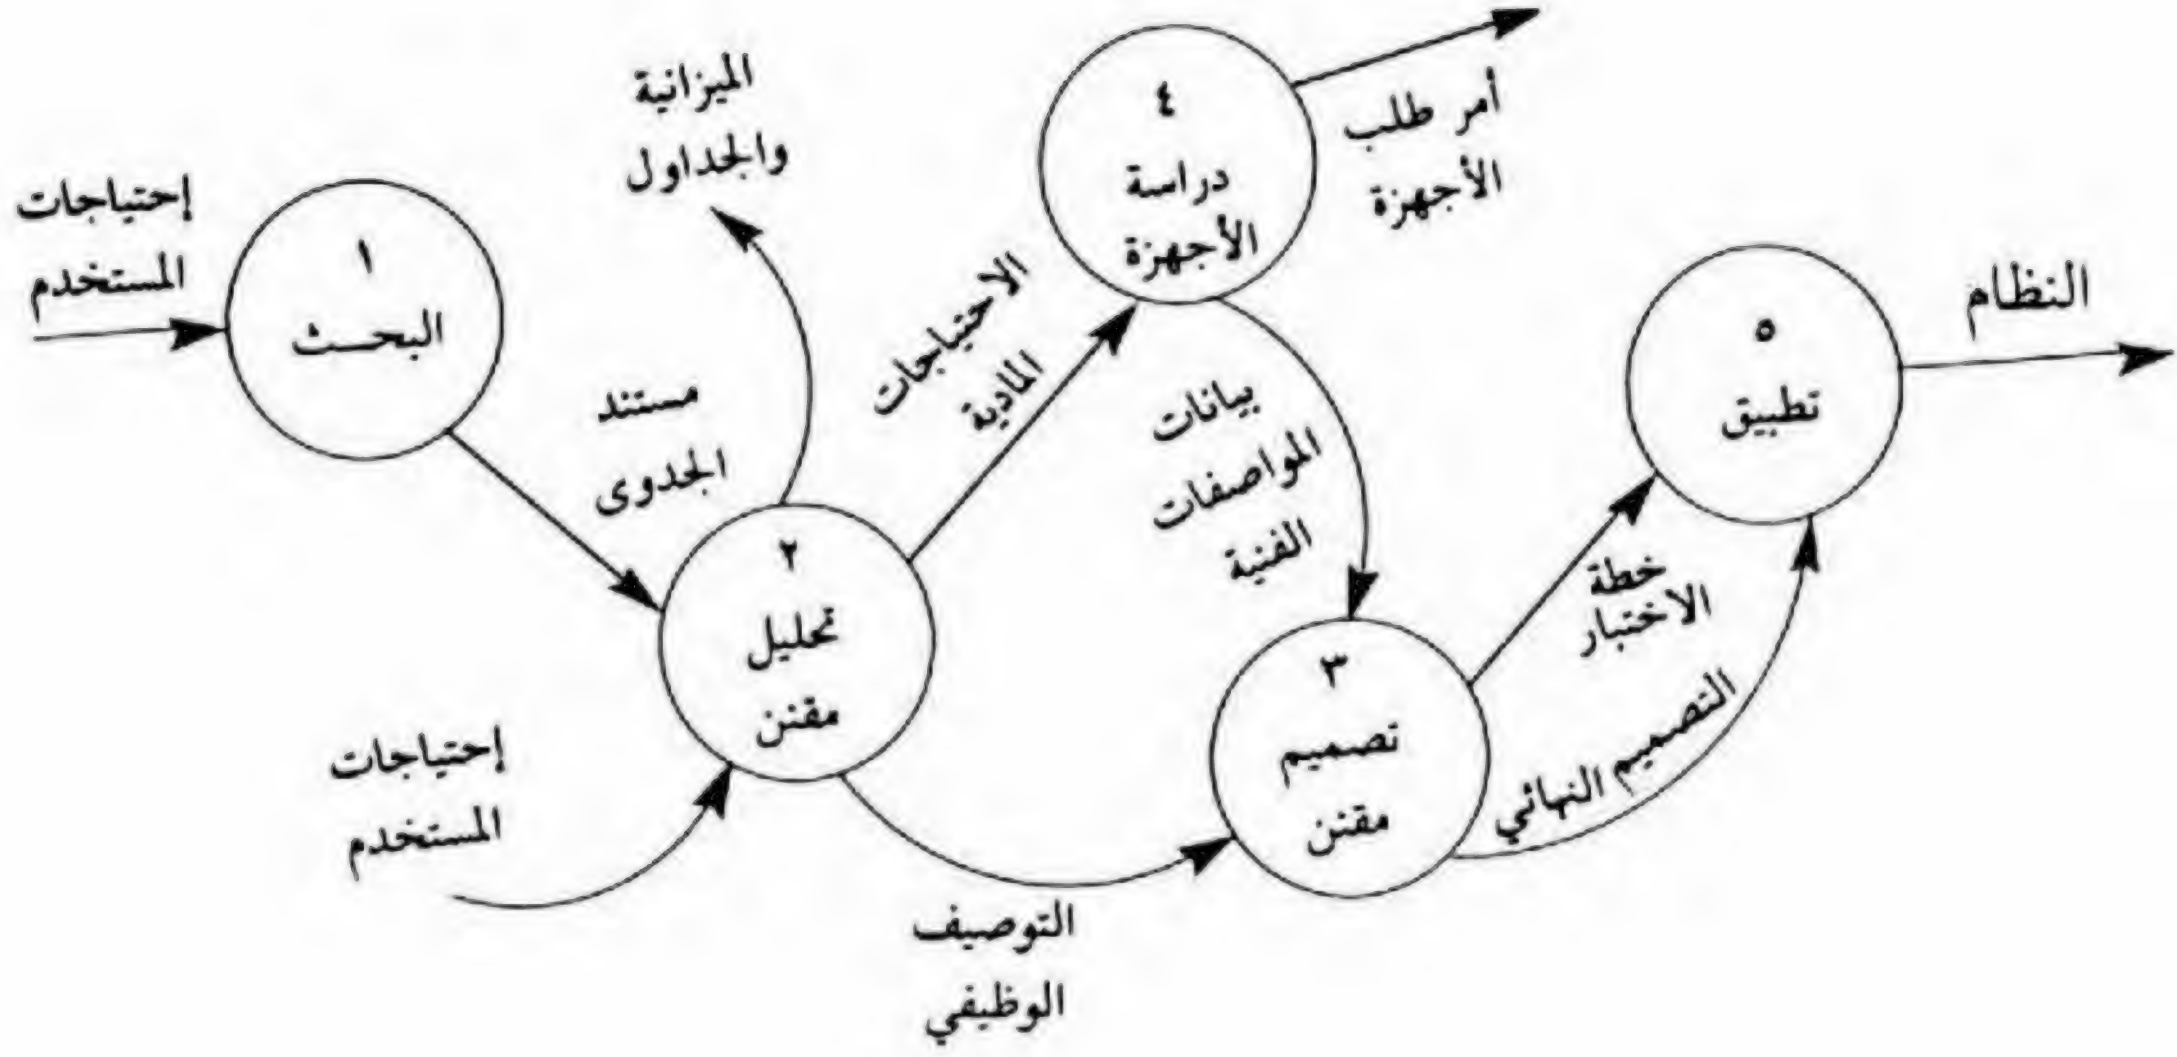 إحتياجات
المستخدم
١
البحــث
مستند
الجدوى
الميزانية
والجداول
٢
تحليل
مقنن
إحتياجات
المستخدم
الاحتياجات
المادية
٤
دراسة
الأجهزة
أمر طلب
الأجهزة
بيانات
المواصفات
الفنية
التوصيف
الوظيفي
٣
تصميم
مقنن
خطة
الاختبار
التصميم النهائي
٥
تطبيق
النظام